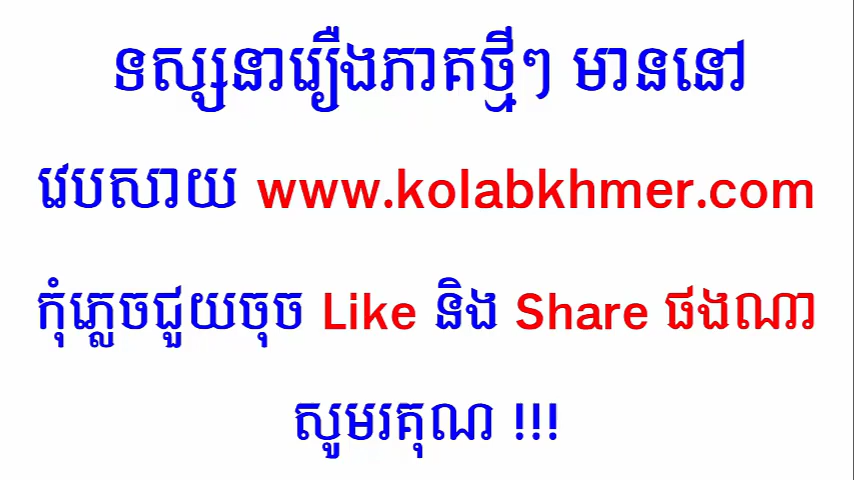 ទស្សនារឿងភាគថ្មីៗ មាននៅ
វេបសាយ www.kolabkhmer.com
កុំភ្លេចជួយចុច Like និង Share ផងណា
សូមរគុណ !!!